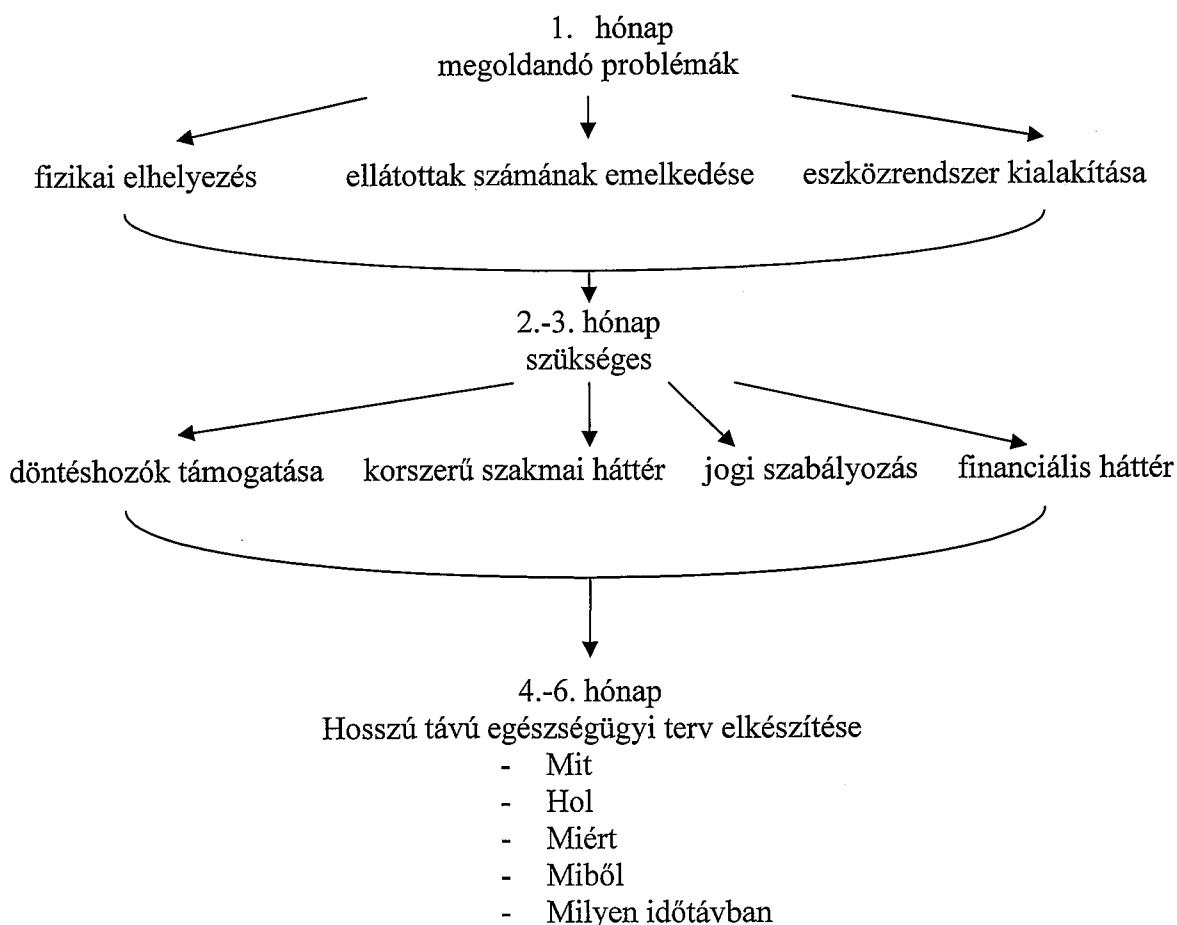 1. hónap
megoldandó problémák
fizikai elhelyezés ellátottak számának emelkedése eszközrendszer kialakítása
2.-3. hónap
szükséges
döntéshozók támogatása korszerű szakmai háttér jogi szabályozás financiális háttér
4.-6. hónap
Hosszú távú egészségügyi terv elkészítése
- Mit
- Hol
- Miért
- Miből
- Milyen időtávban